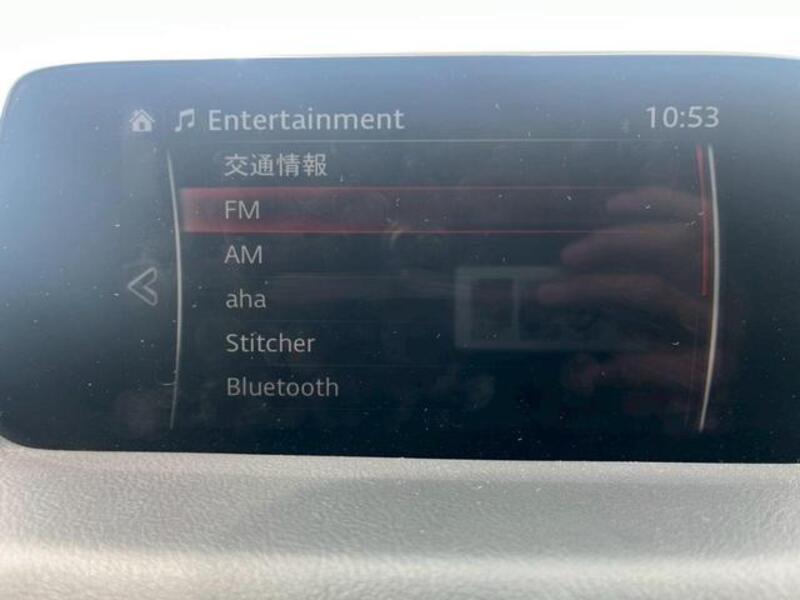 Entertainment 10:53
交通情報
FM
AM
aha
Stitcher
Bluetooth